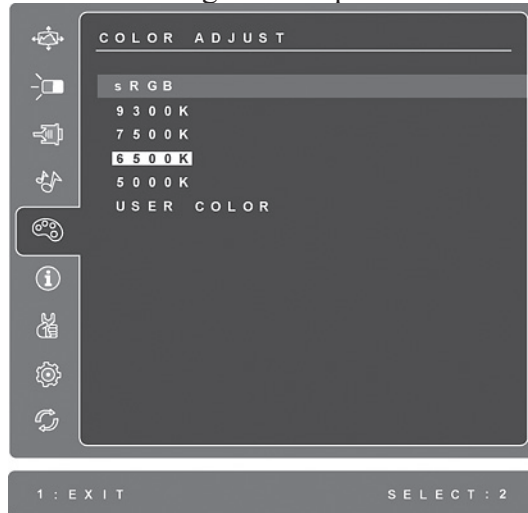 COLOR ADJUST
sRGB
9300K
7500K
6500K
5000K
USER COLOR
1:EXIT SELECT:2